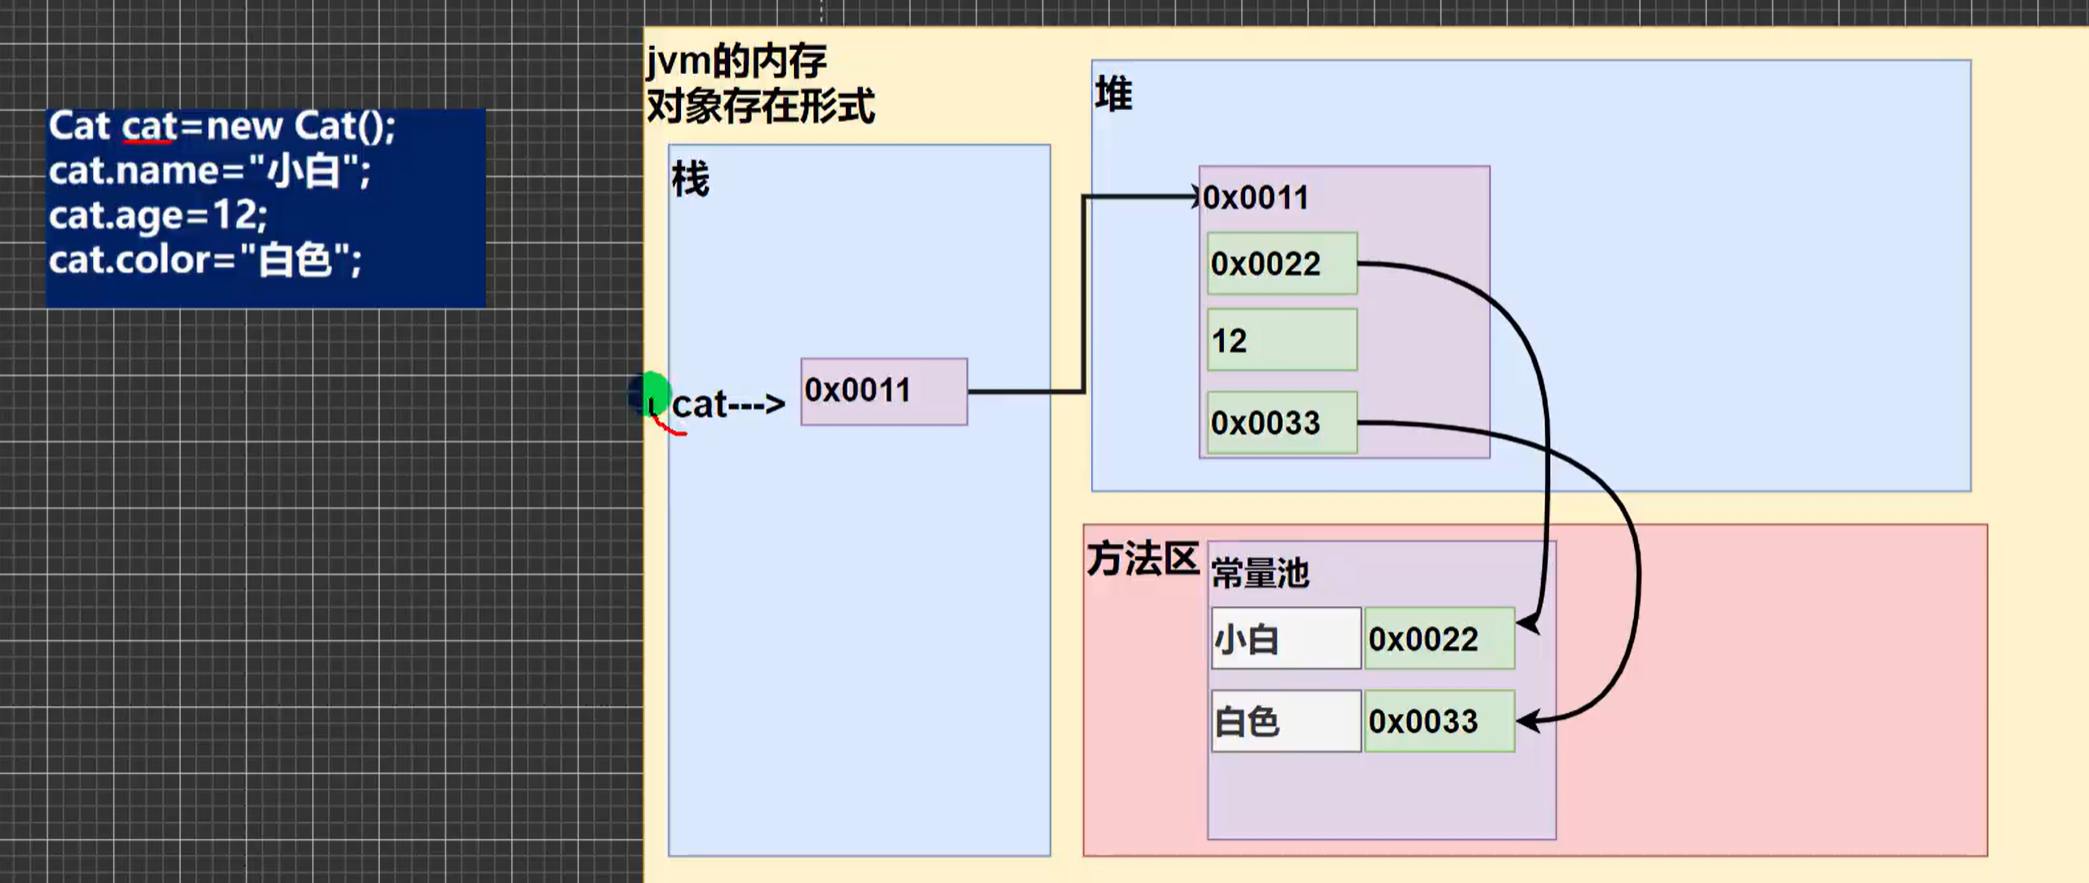 Cat cat=new Cat();
cat.name="小白";
cat.age=12;
cat.color="白色";
jvm的内存
对象存在形式
栈
cat--->
0x0011
堆
0x0011
0x0022
12
0x0033
方法区
常量池
小白
0x0022
白色
0x0033